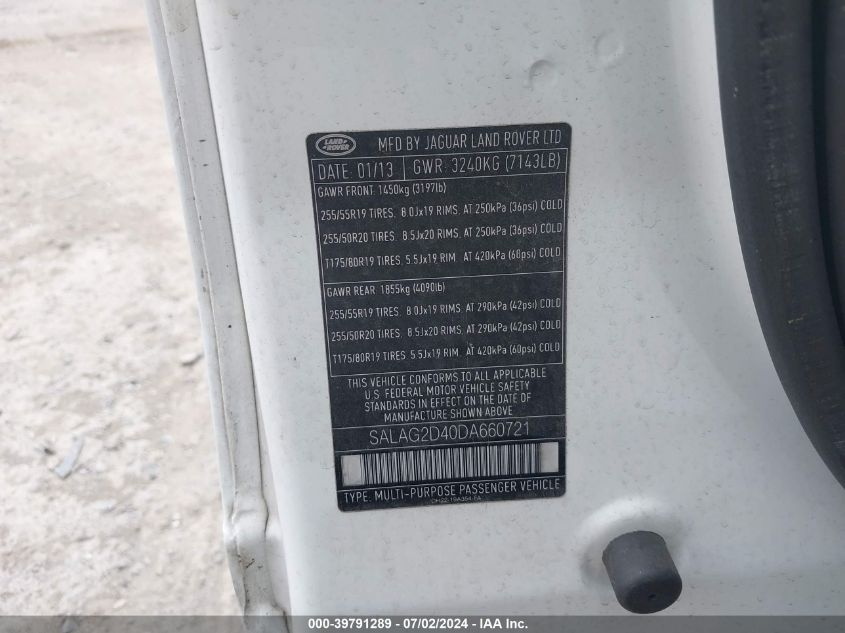 LAND ROVER
MFD BY JAGUAR LAND ROVER LTD
DATE: 01/13 GWR: 3240KG (7143LB)
GAWR FRONT: 1450kg (3197lb)
255/55R19 TIRES. 8.0Jx19 RIMS. AT 250kPa (36psi) COLD
255/50R20 TIRES. 8.5Jx20 RIMS. AT 250kPa (36psi) COLD
T175/80R19 TIRES. 5.5Jx19 RIM. AT 420kPa (60psi) COLD
GAWR REAR: 1855kg (4090lb)
255/55R19 TIRES. 8.0Jx19 RIMS. AT 290kPa (42psi) COLD
255/50R20 TIRES. 8.5Jx20 RIMS. AT 290kPa (42psi) COLD
T175/80R19 TIRES 5.5Jx19 RIM. AT 420kPa (60psi) COLD
THIS VEHICLE CONFORMS TO ALL APPLICABLE
U.S. FEDERAL MOTOR VEHICLE SAFETY
STANDARDS IN EFFECT ON THE DATE OF
MANUFACTURE SHOWN ABOVE
SALAG2D40DA660721
TYPE: MULTI-PURPOSE PASSENGER VEHICLE
000-39791289 - 07/02/2024 - IAA Inc.